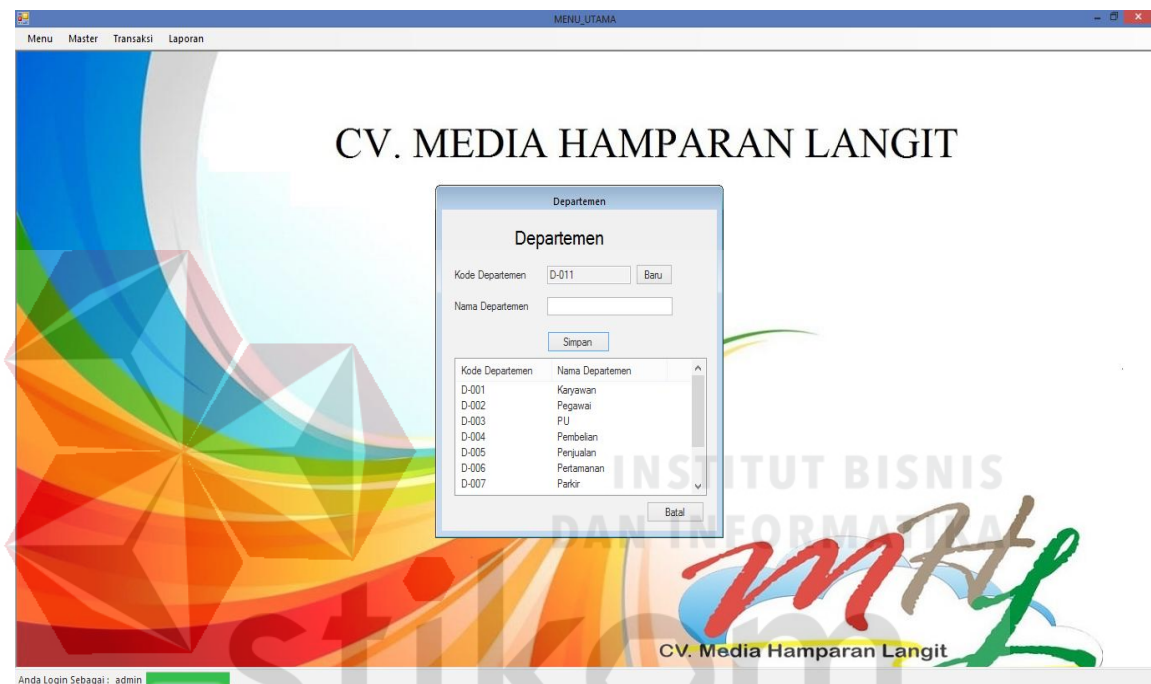 MENU_UTAMA
Menu Master Transaksi Laporan
CV. MEDIA HAMPARAN LANGIT
Departemen
Departemen
Kode Departemen D-011 Baru
Nama Departemen
Simpan
Kode Departemen Nama Departemen
D-001 Karyawan
D-002 Pegawai
D-003 PU
D-004 Pembelian
D-005 Penjualan
D-006 Pertamanan
D-007 Parkir
Batal
INSTITUT BISNIS
DAN INFORMATIKA
stikom
MHL
CV. Media Hamparan Langit
Anda Login Sebagai : admin